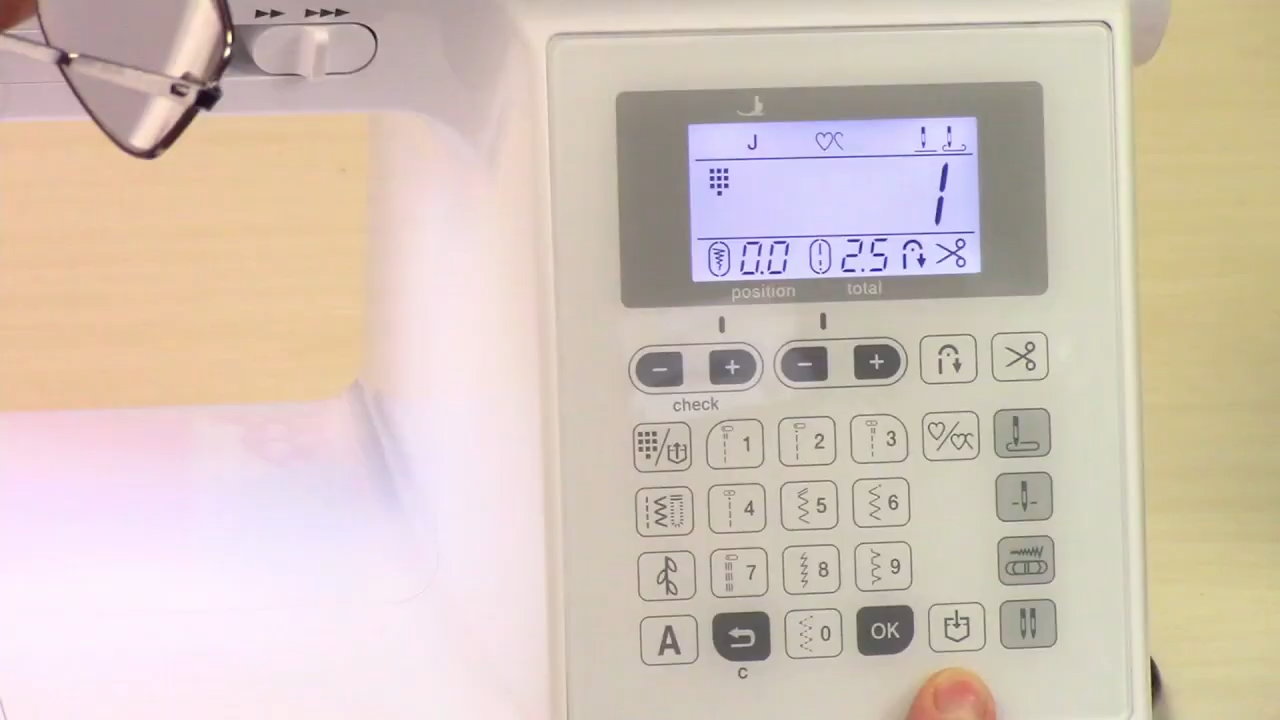 J
1
0.0 2.5
position total
- + - +
check
1 2 3
4 5 6
7 8 9
A 0 OK
C